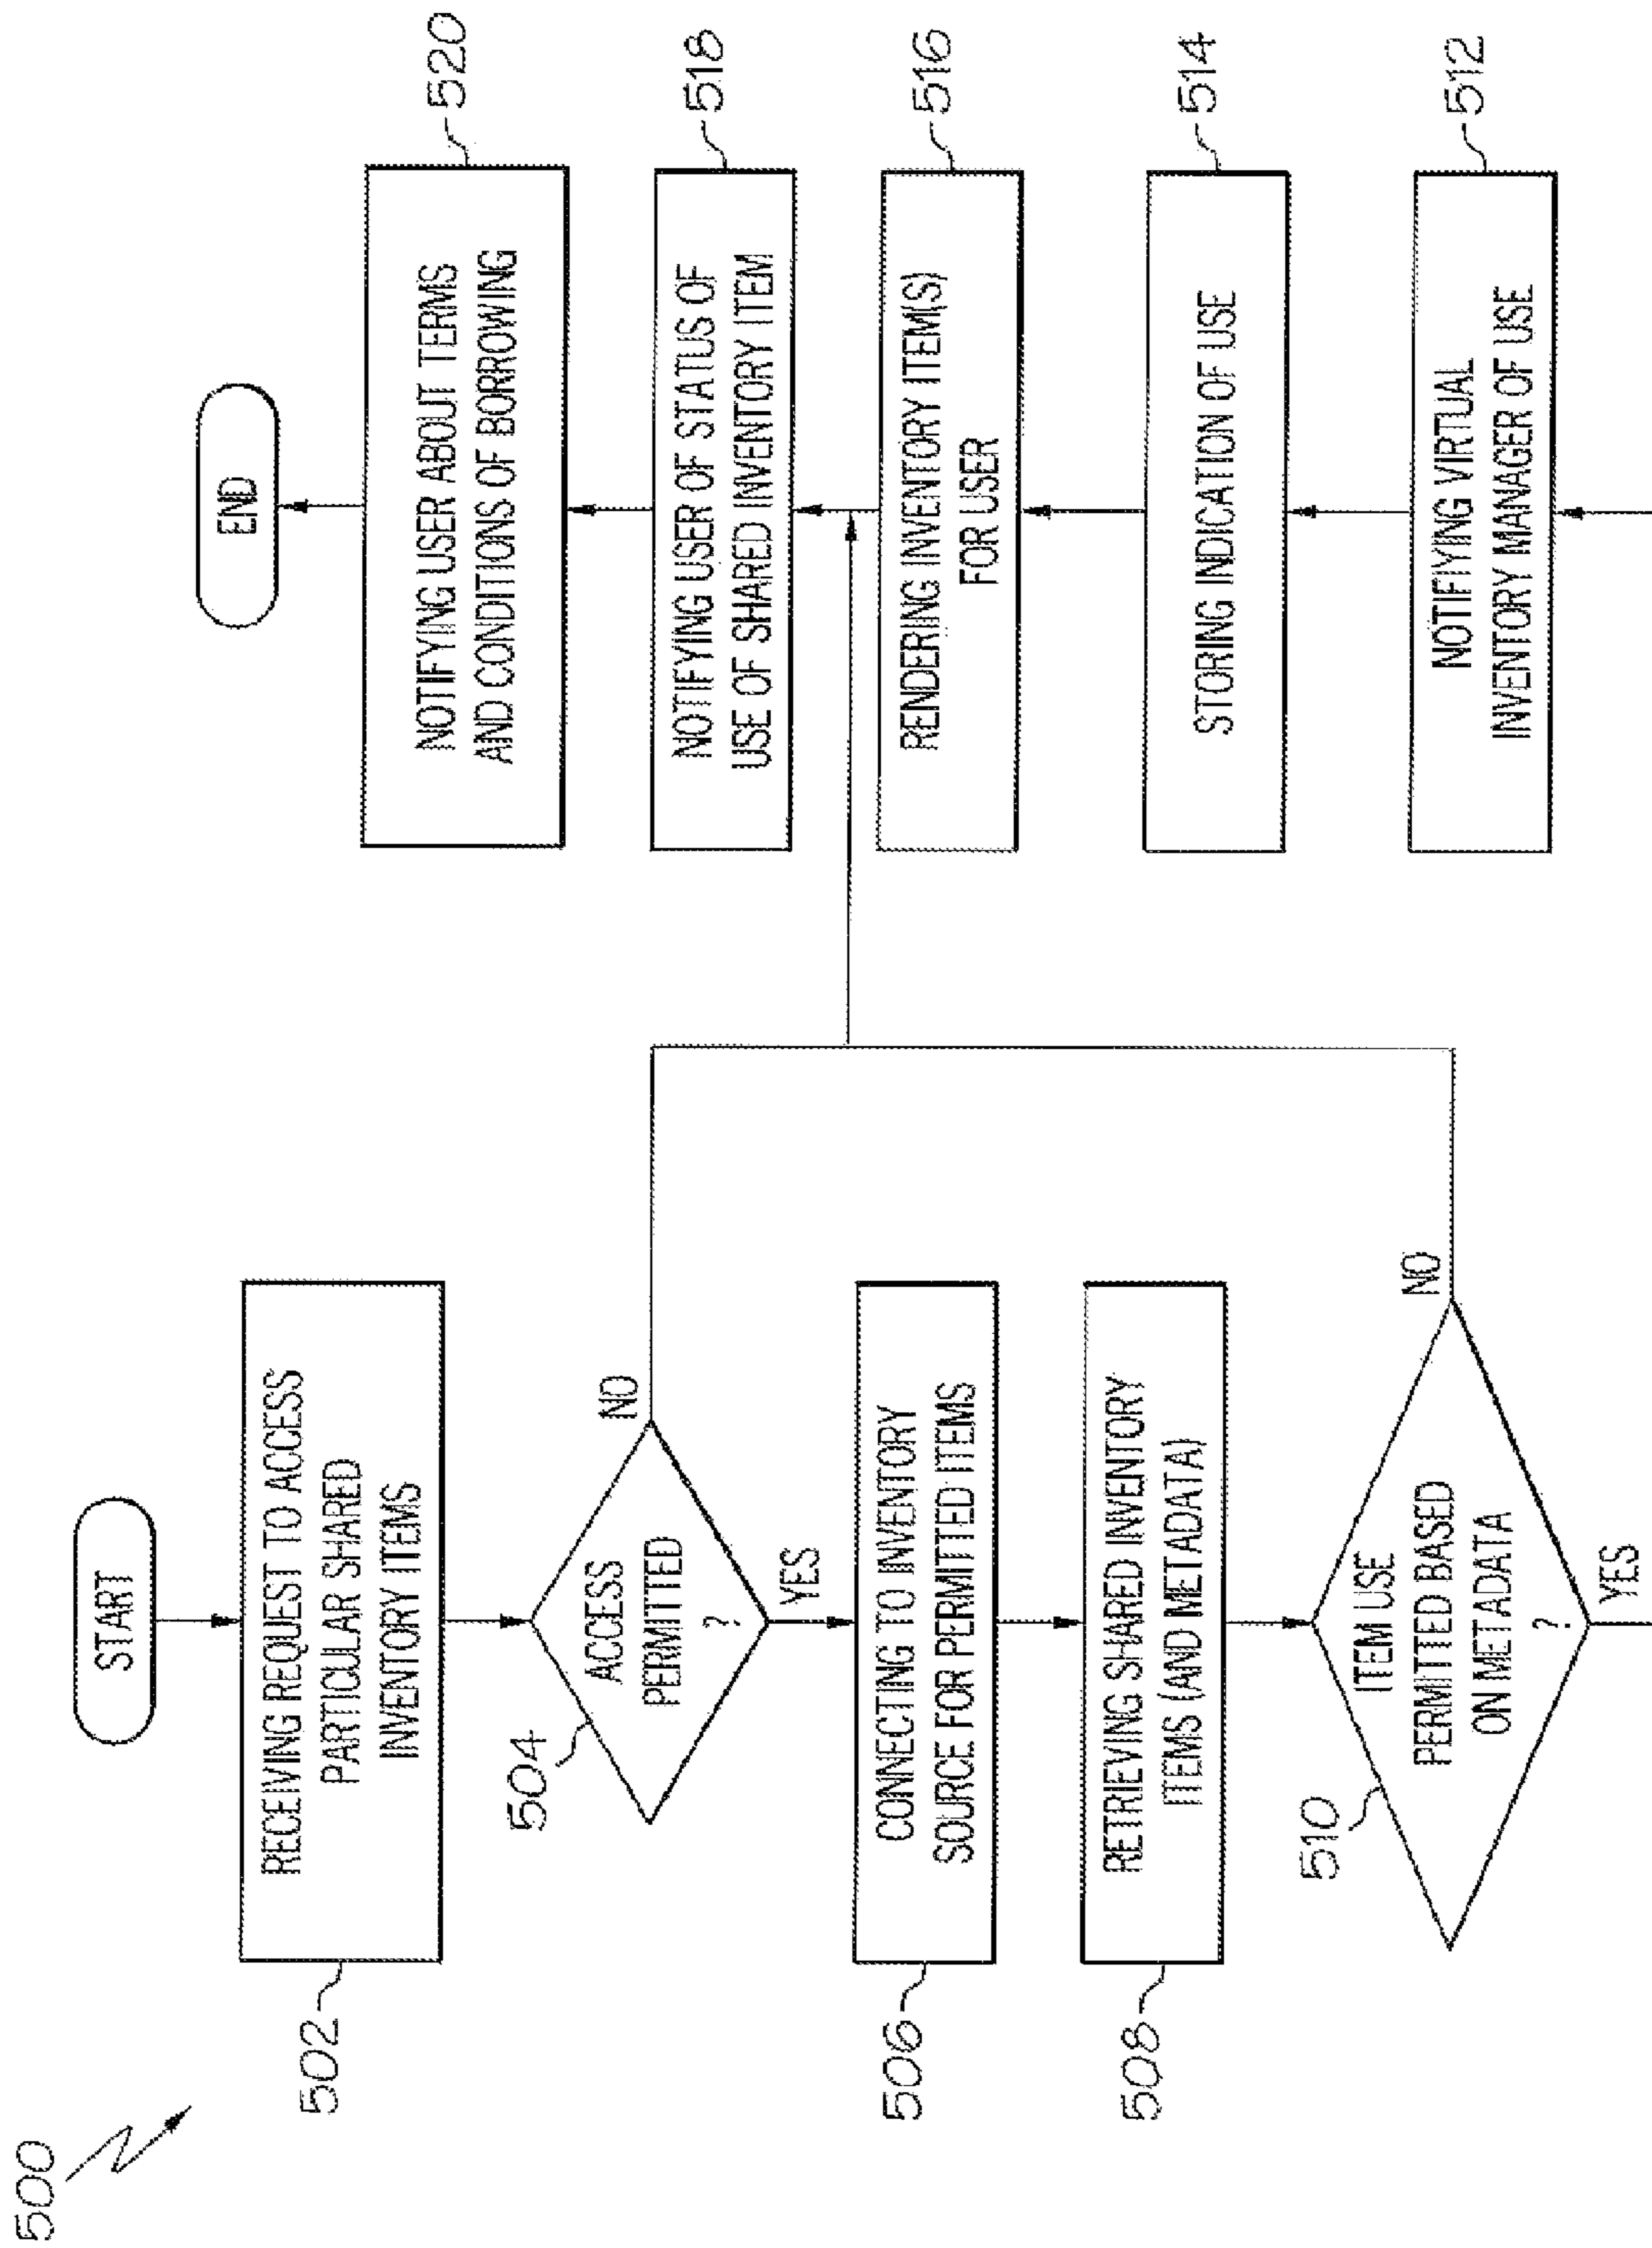 500
START
502
RECEIVING REQUEST TO ACCESS
PARTICULAR SHARED
INVENTORY ITEMS
504
ACCESS
PERMITTED
?
NO
YES
506
CONNECTING TO INVENTORY
SOURCE FOR PERMITTED ITEMS
508
RETRIEVING SHARED INVENTORY
ITEMS (AND METADATA)
510
ITEM USE
PERMITTED BASED
ON METADATA
?
NO
YES
END
NOTIFYING USER ABOUT TERMS
AND CONDITIONS OF BORROWING
520
NOTIFYING USER OF STATUS OF
USE OF SHARED INVENTORY ITEM
518
RENDERING INVENTORY ITEM(S)
FOR USER
516
STORING INDICATION OF USE
514
NOTIFIYING VIRTUAL
INVENTORY MANAGER OF USE
512